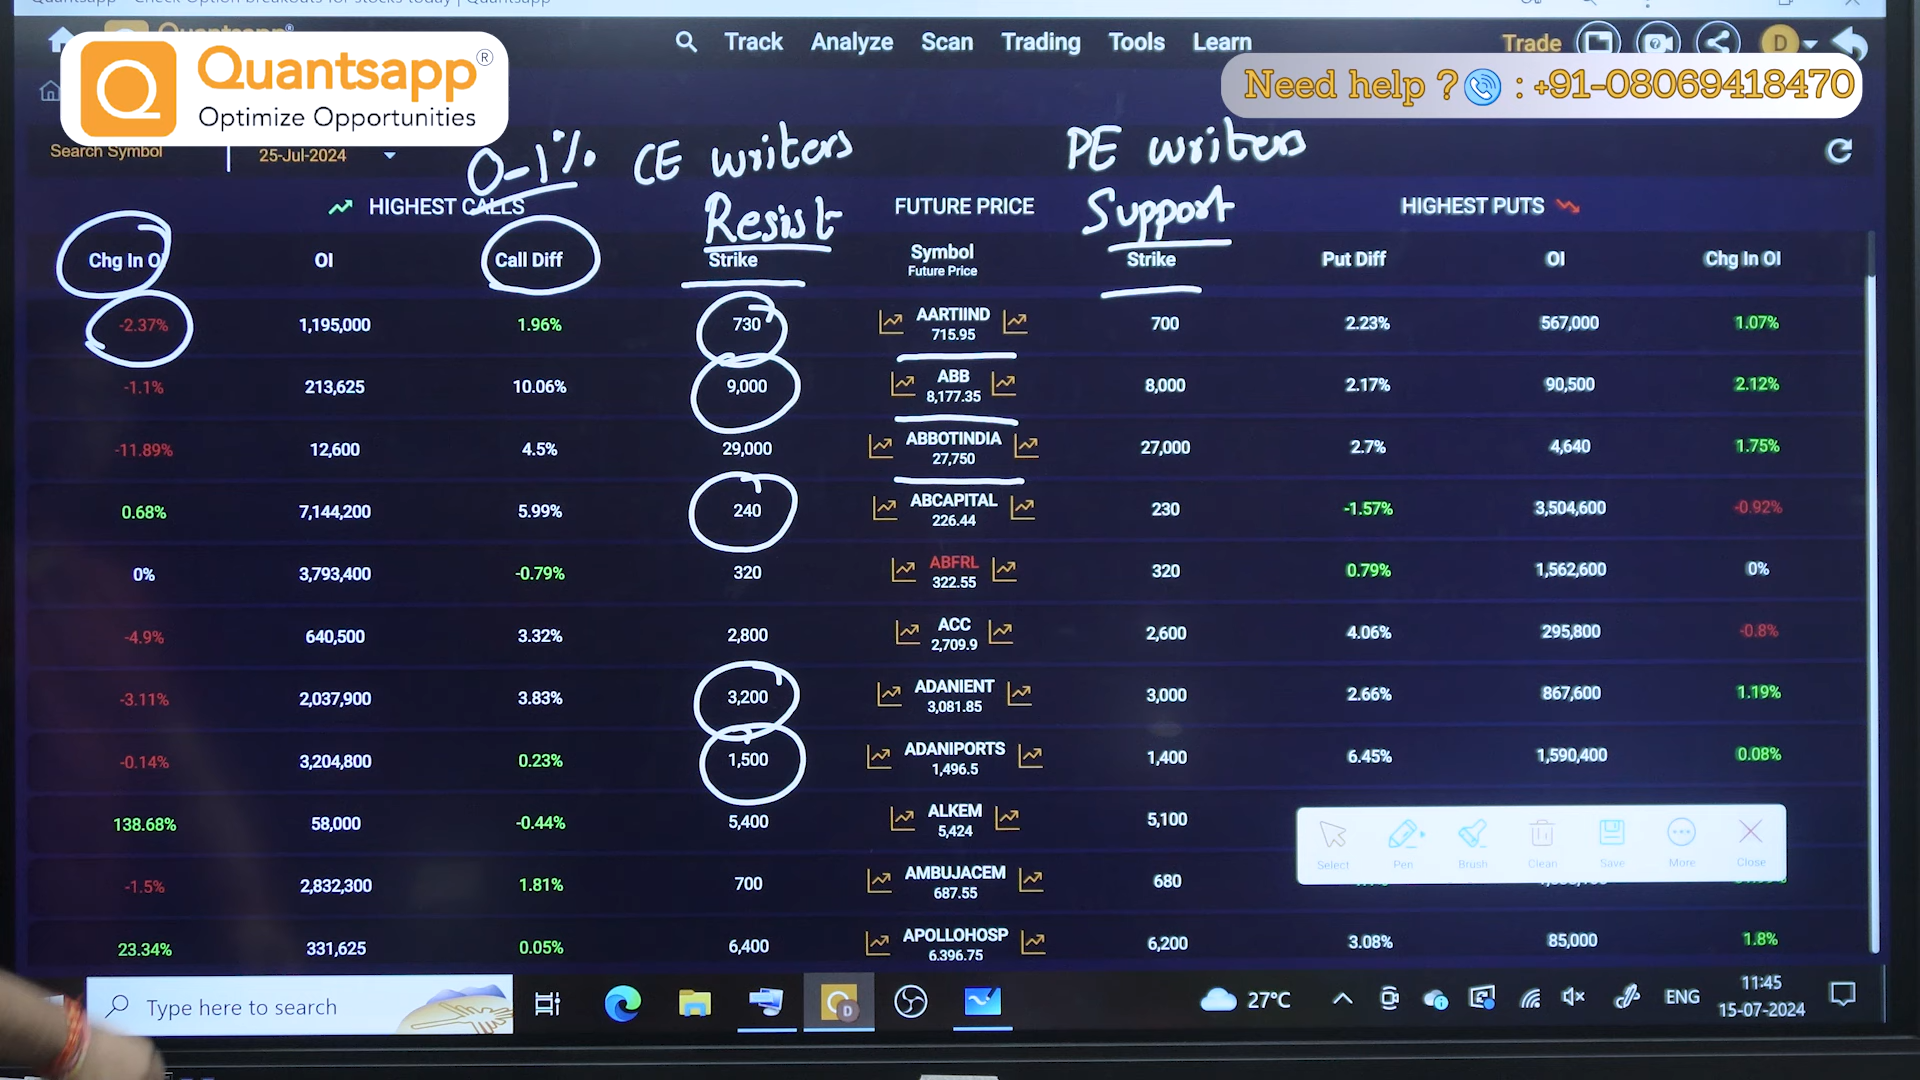 Quantsapp - Check Option breakouts for stocks today | Quantsapp
Quantsapp®
Optimize Opportunities
Track Analyze Scan Trading Tools Learn
Trade D
Need help ? : +91-08069418470
Search Symbol 25-Jul-2024
0-1% CE writers PE writers
Resist Support
HIGHEST CALLS FUTURE PRICE HIGHEST PUTS
Chg In OI OI Call Diff Strike Symbol Strike Put Diff OI Chg In OI
Future Price
-2.37% 1,195,000 1.96% 730 AARTIIND 700 2.23% 567,000 1.07%
715.95
-1.1% 213,625 10.06% 9,000 ABB 8,000 2.17% 90,500 2.12%
8,177.35
-11.89% 12,600 4.5% 29,000 ABBOTINDIA 27,000 2.7% 4,640 1.75%
27,750
0.68% 7,144,200 5.99% 240 ABCAPITAL 230 -1.57% 3,504,600 -0.92%
226.44
0% 3,793,400 -0.79% 320 ABFRL 320 0.79% 1,562,600 0%
322.55
-4.9% 640,500 3.32% 2,800 ACC 2,600 4.06% 295,800 -0.8%
2,709.9
-3.11% 2,037,900 3.83% 3,200 ADANIENT 3,000 2.66% 867,600 1.19%
3,081.85
-0.14% 3,204,800 0.23% 1,500 ADANIPORTS 1,400 6.45% 1,590,400 0.08%
1,496.5
138.68% 58,000 -0.44% 5,400 ALKEM 5,100
5,424
Select Pen Brush Clean Save More Close
-1.5% 2,832,300 1.81% 700 AMBUJACEM 680
687.55
23.34% 331,625 0.05% 6,400 APOLLOHOSP 6,200 3.08% 85,000 1.8%
6,396.75
Type here to search
D
27°C ENG
11:45
15-07-2024